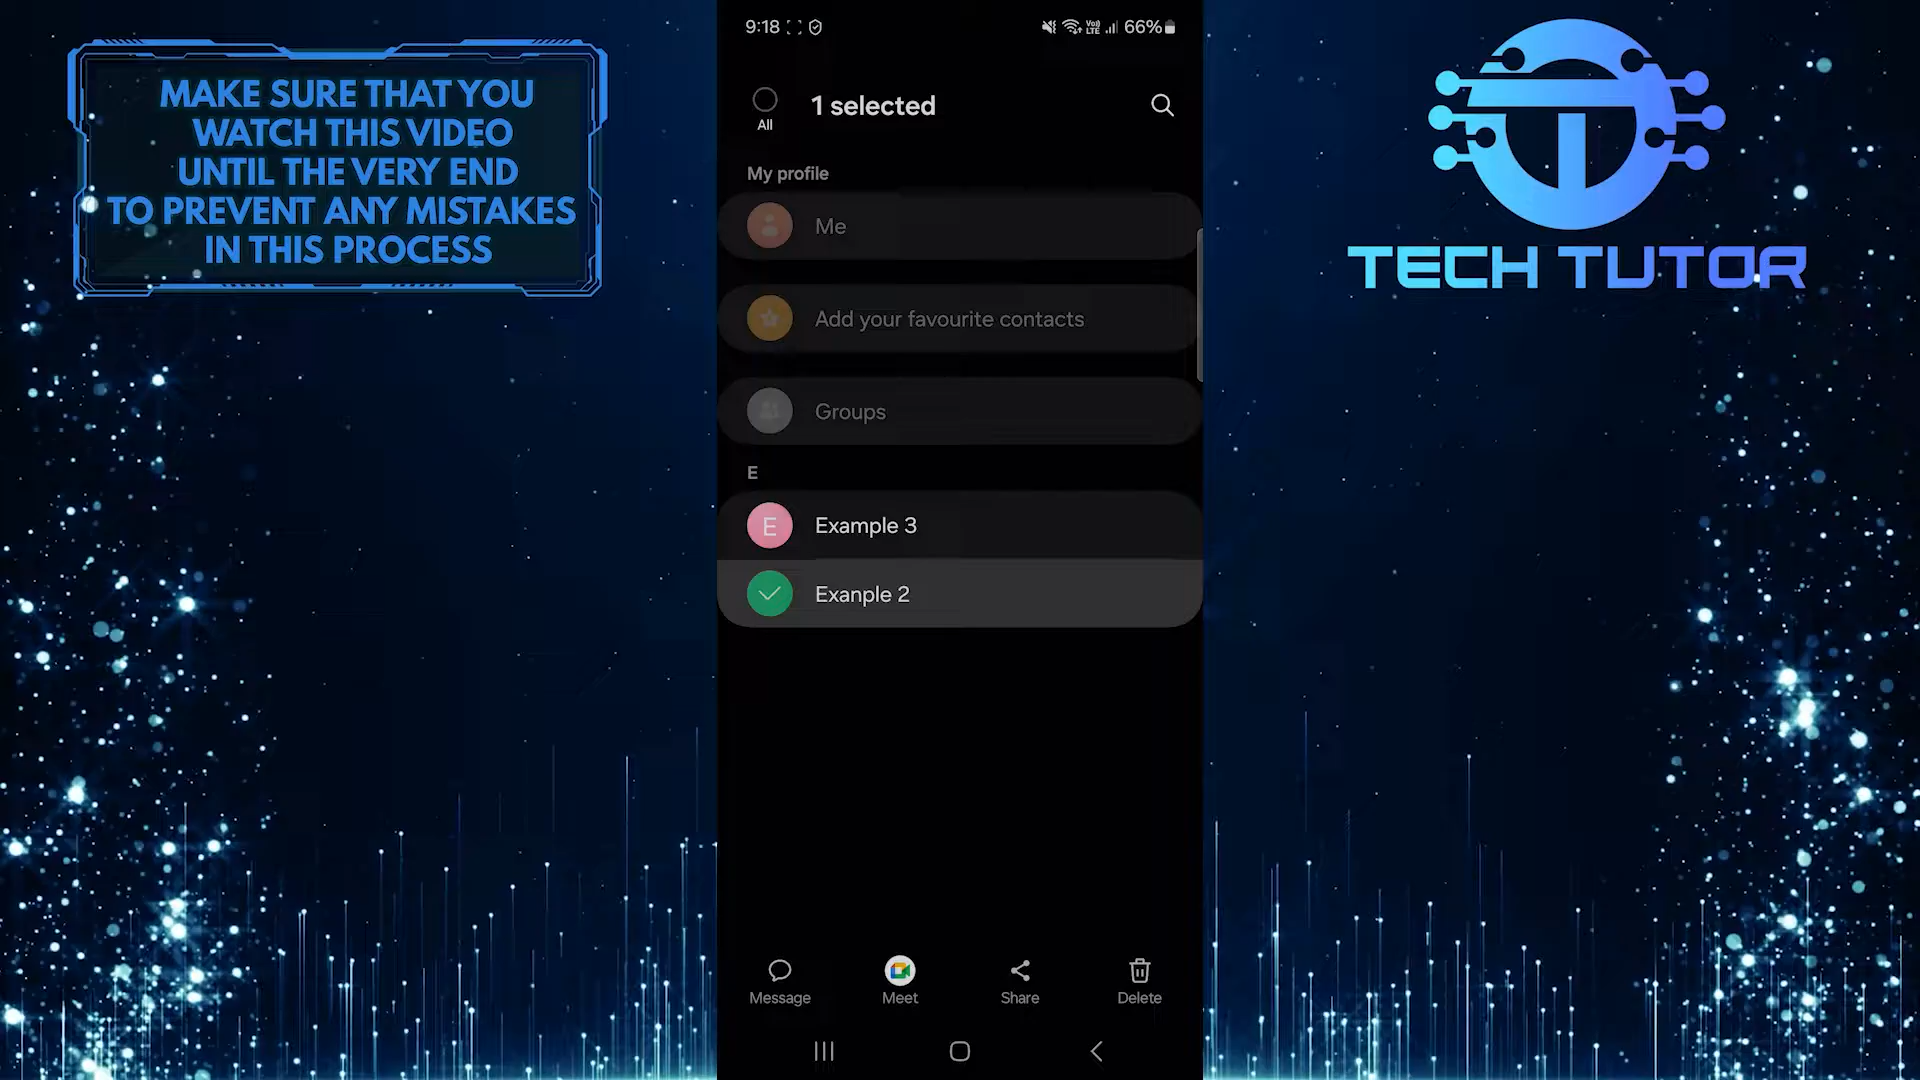 MAKE SURE THAT YOU
WATCH THIS VIDEO
UNTIL THE VERY END
TO PREVENT ANY MISTAKES
IN THIS PROCESS
9:18
Vo))
LTE
66%
All
1 selected
My profile
Me
Add your favourite contacts
Groups
E
E
Example 3
Exanple 2
Message
Meet
Share
Delete
TECH TUTOR